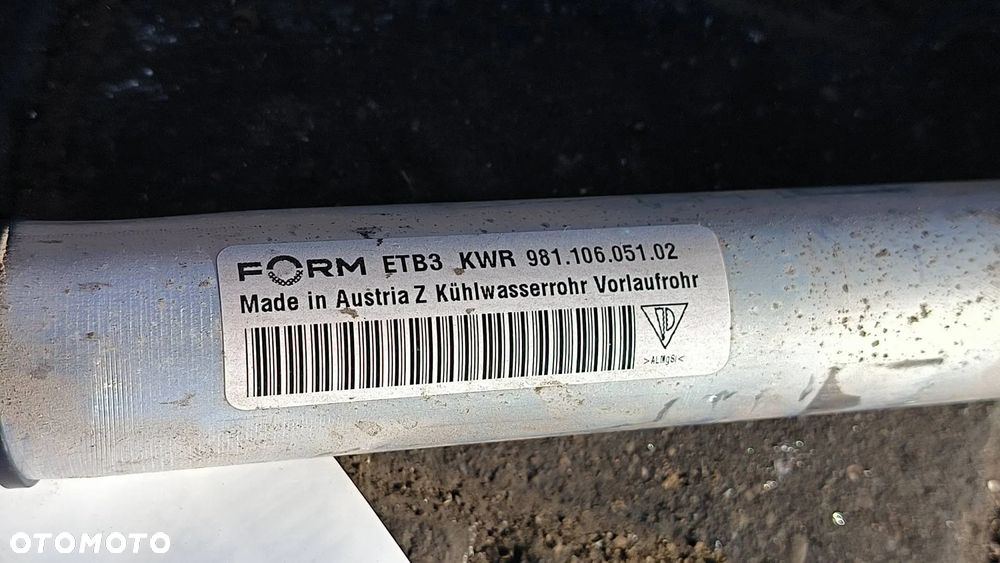 FORM ETB3 KWR 981.106.051.02
Made in Austria Z Kühlwasserrohr Vorlaufrohr
>ALMgSi<
OTOMOTO